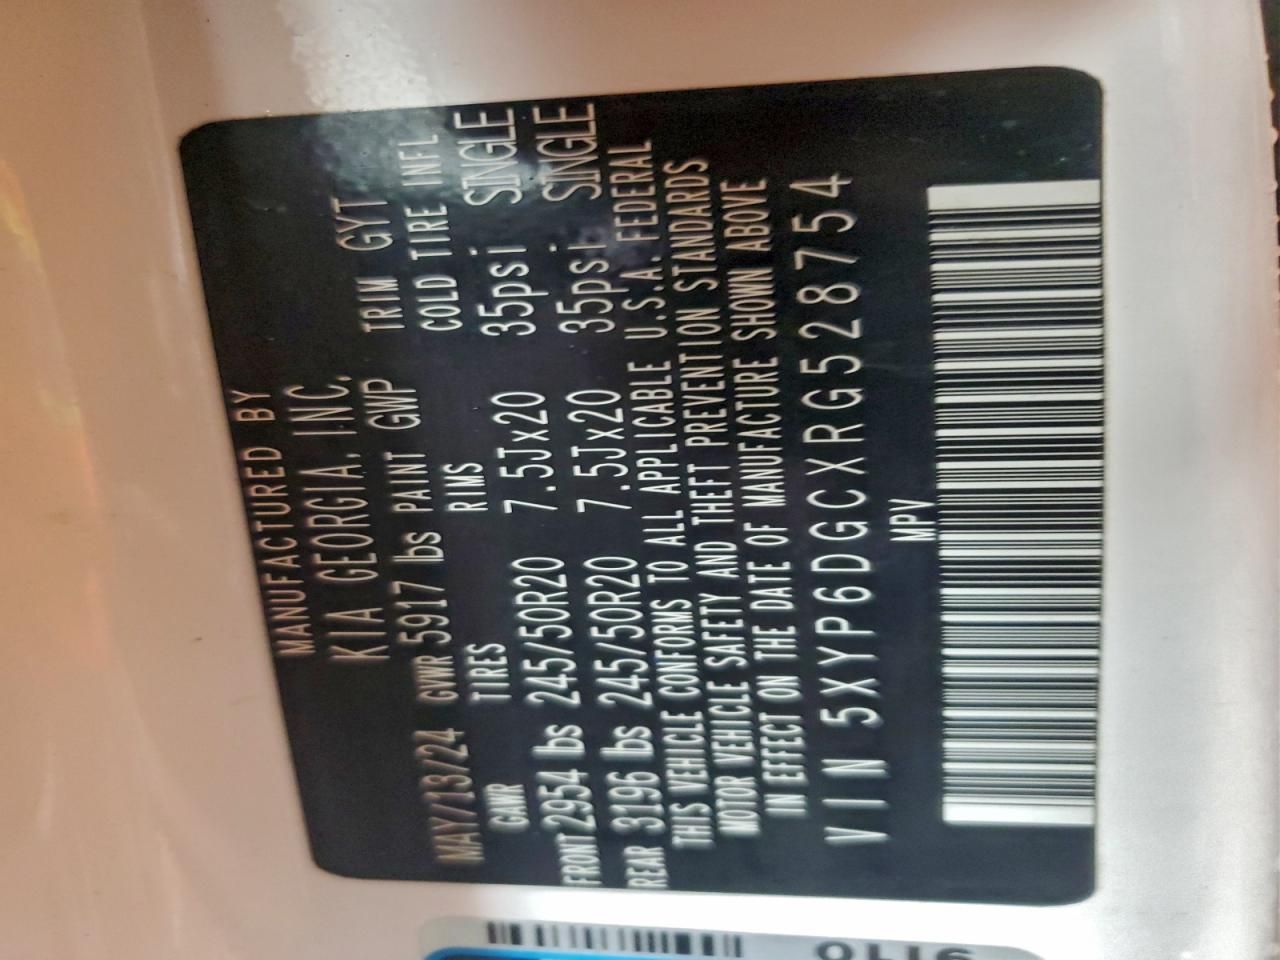 MANUFACTURED BY
KIA GEORGIA, INC.
MAY/13/24 GVWR 5917 lbs PAINT GWP TRIM GYT
GAWR TIRES RIMS COLD TIRE INFL
FRONT 2954 lbs 245/50R20 7.5Jx20 35psi SINGLE
REAR 3196 lbs 245/50R20 7.5Jx20 35psi SINGLE
THIS VEHICLE CONFORMS TO ALL APPLICABLE U.S.A. FEDERAL
MOTOR VEHICLE SAFETY AND THEFT PREVENTION STANDARDS
IN EFFECT ON THE DATE OF MANUFACTURE SHOWN ABOVE
VIN 5XYP6DGCXRG528754
MPV